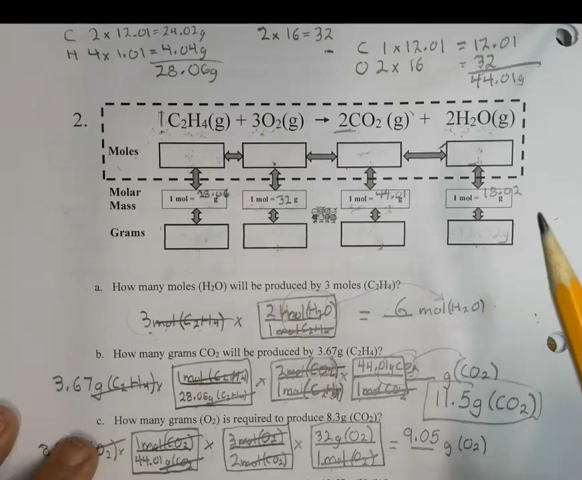 C 2 x 12.01 = 24.02g
H 4 x 1.01 = 4.04g
28.06g
2 x 16 = 32
C 1 x 12.01 = 12.01
O 2 x 16 = 32
44.01g
2. 1 C2H4(g) + 3O2(g) → 2CO2 (g) + 2H2O(g)
Moles
Molar Mass 1 mol = 28.06 g 1 mol = 32 g 1 mol = 44.01 g 1 mol = 18.02 g
Grams
a. How many moles (H2O) will be produced by 3 moles (C2H4)?
3 mol(C2H4) x 2 mol(H2O) / 1 mol C2H4 = 6 mol(H2O)
b. How many grams CO2 will be produced by 3.67g (C2H4)?
3.67g(C2H4) x 1 mol(C2H4) / 28.06g(C2H4) x 2 mol(CO2) / 1 mol(C2H4) x 44.01g CO2 / 1 mol CO2 = g(CO2)
11.5g(CO2)
c. How many grams (O2) is required to produce 8.3g (CO2)?
8 O2) x 1 mol(CO2) / 44.01g(CO2 x 3 mol(O2) / 2 mol(CO2) x 32g(O2) / 1 mol(O2) = 9.05 g(O2)